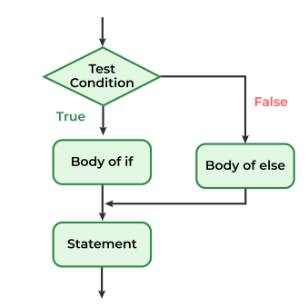 Test
Condition
True
False
Body of if
Body of else
Statement